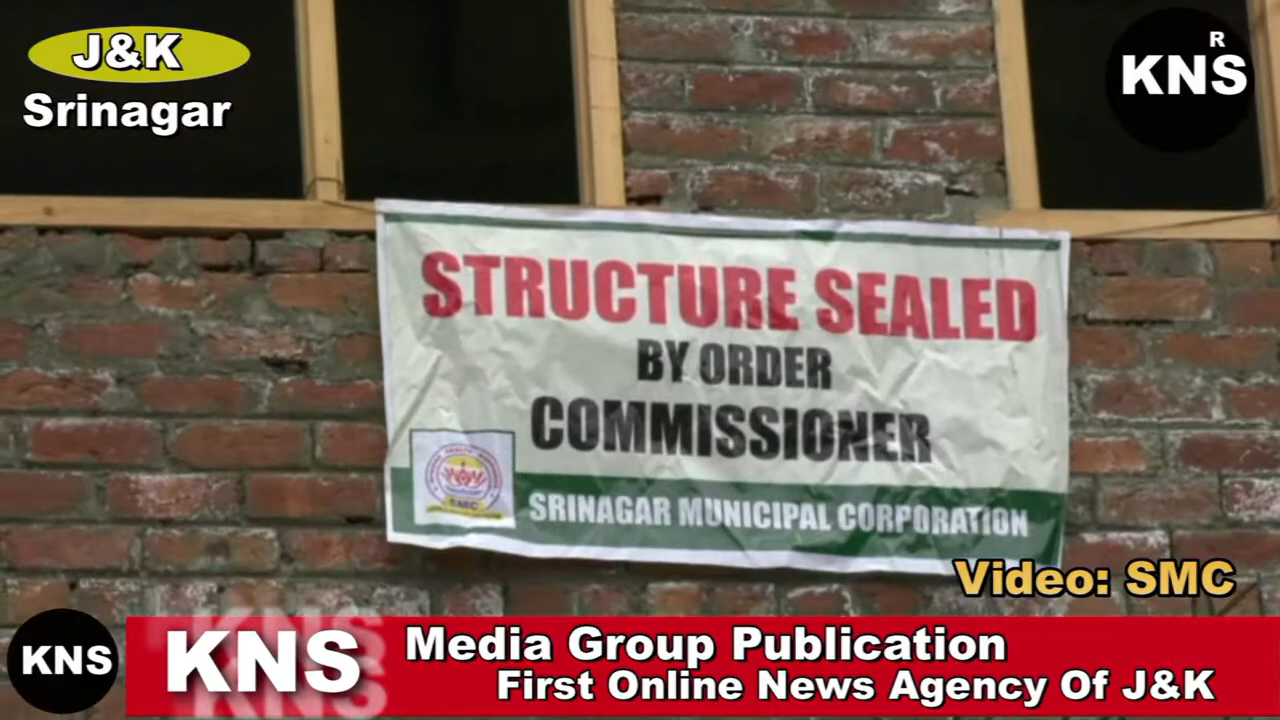 J&K
Srinagar
R
KNS
STRUCTURE SEALED
BY ORDER
COMMISSIONER
SMC
SRINAGAR MUNICIPAL CORPORATION
Video: SMC
KNS
KNS
Media Group Publication
First Online News Agency Of J&K